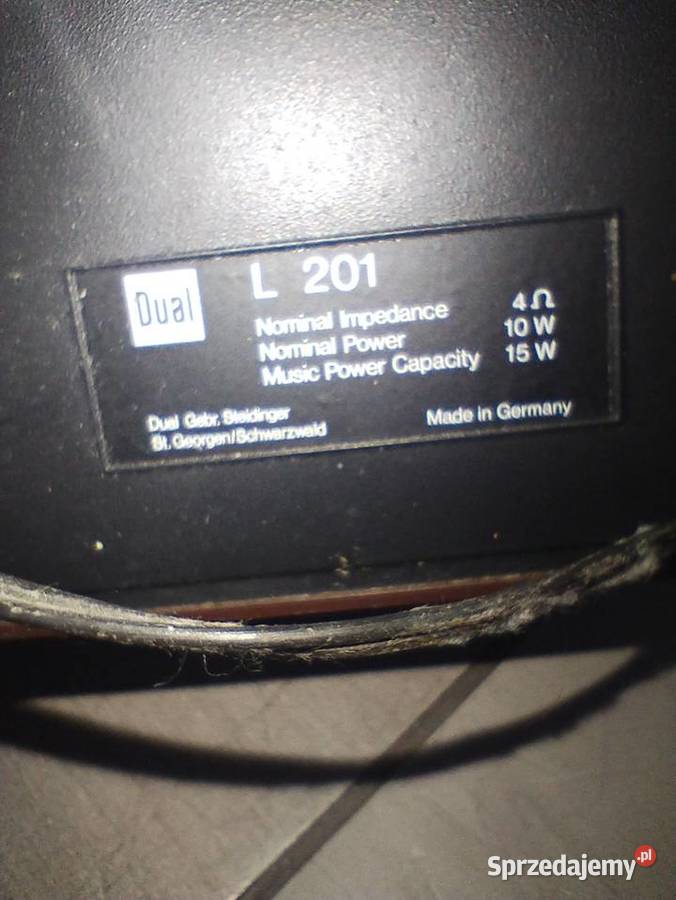 Dual
L 201
Nominal Impedance 4 Ω
Nominal Power 10 W
Music Power Capacity 15 W
Dual Gebr. Steidinger
St. Georgen/Schwarzwald
Made in Germany
Sprzedajemy.pl